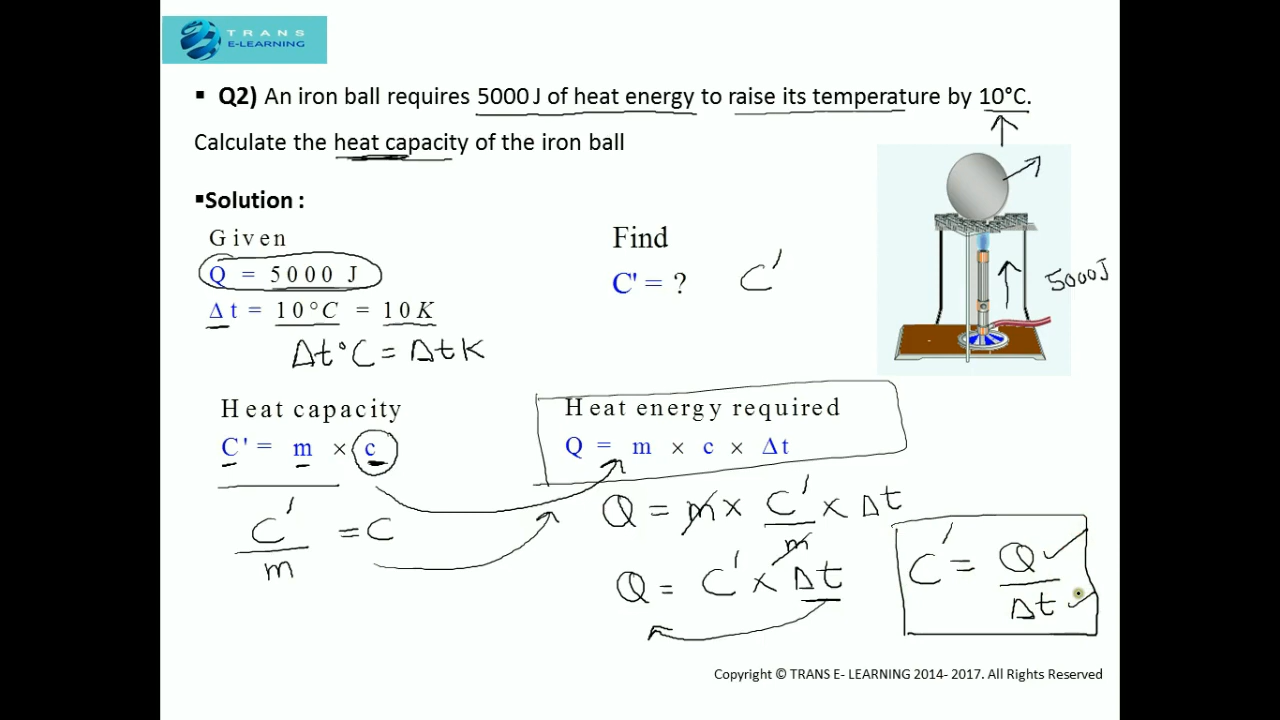 TRANS
E-LEARNING
▪ Q2) An iron ball requires 5000 J of heat energy to raise its temperature by 10°C.
Calculate the heat capacity of the iron ball
▪Solution :
Given
Q = 5000 J
Δt = 10°C = 10K
Δt°C = ΔtK
Find
C' = ?
C'
5000J
Heat capacity
C' = m × c
C'/m = C
Heat energy required
Q = m × c × Δt
Q = m × C'/m × Δt
Q = C' × Δt
C' = Q/Δt
Copyright © TRANS E- LEARNING 2014- 2017. All Rights Reserved